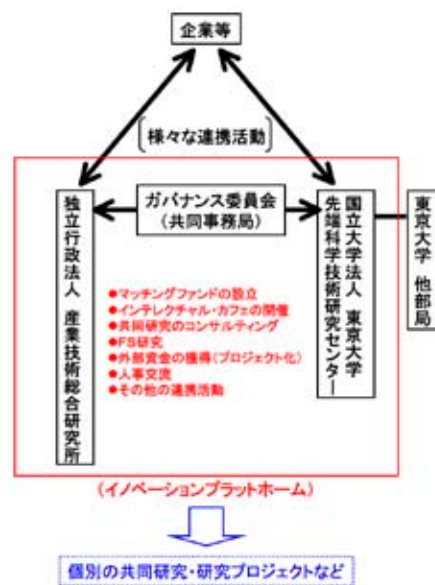 企業等
様々な連携活動
ガバナンス委員会
(共同事務局)
独立行政法人 産業技術総合研究所
国立大学法人 東京大学
先端科学技術研究センター
東京大学 他部局
●マッチングファンドの設立
●インテレクチャル・カフェの開催
●共同研究のコンサルティング
●FS研究
●外部資金の獲得(プロジェクト化)
●人事交流
●その他の連携活動
(イノベーションプラットホーム)
個別の共同研究・研究プロジェクトなど